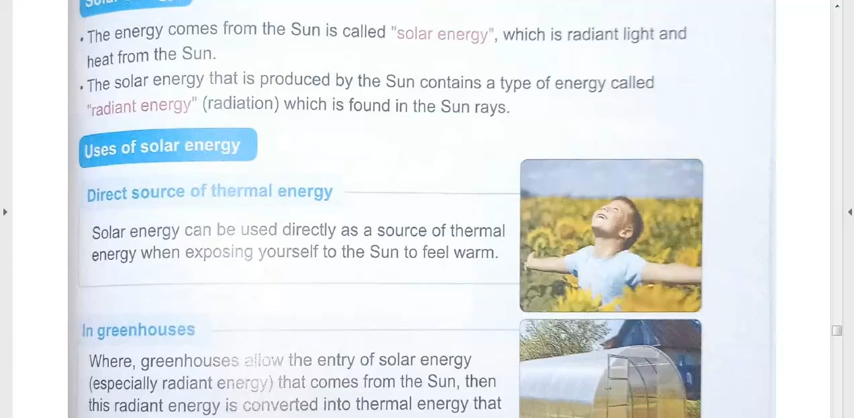 • The energy comes from the Sun is called "solar energy", which is radiant light and
heat from the Sun.
• The solar energy that is produced by the Sun contains a type of energy called
"radiant energy" (radiation) which is found in the Sun rays.
Uses of solar energy
Direct source of thermal energy
Solar energy can be used directly as a source of thermal
energy when exposing yourself to the Sun to feel warm.
In greenhouses
Where, greenhouses allow the entry of solar energy
(especially radiant energy) that comes from the Sun, then
this radiant energy is converted into thermal energy that